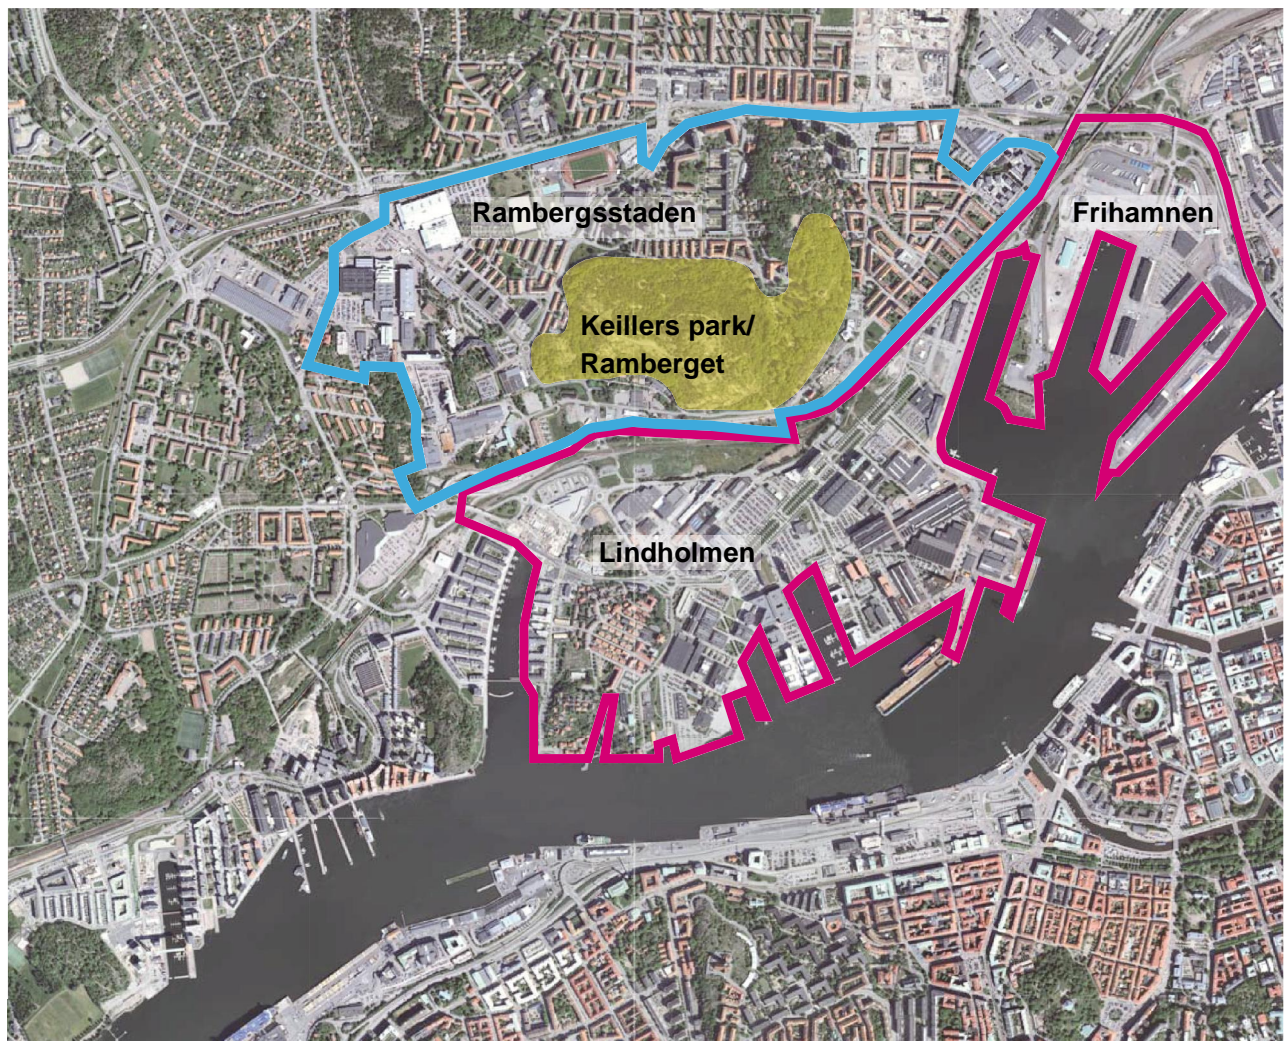 Rambergsstaden
Frihamnen
Keillers park/
Ramberget
Lindholmen